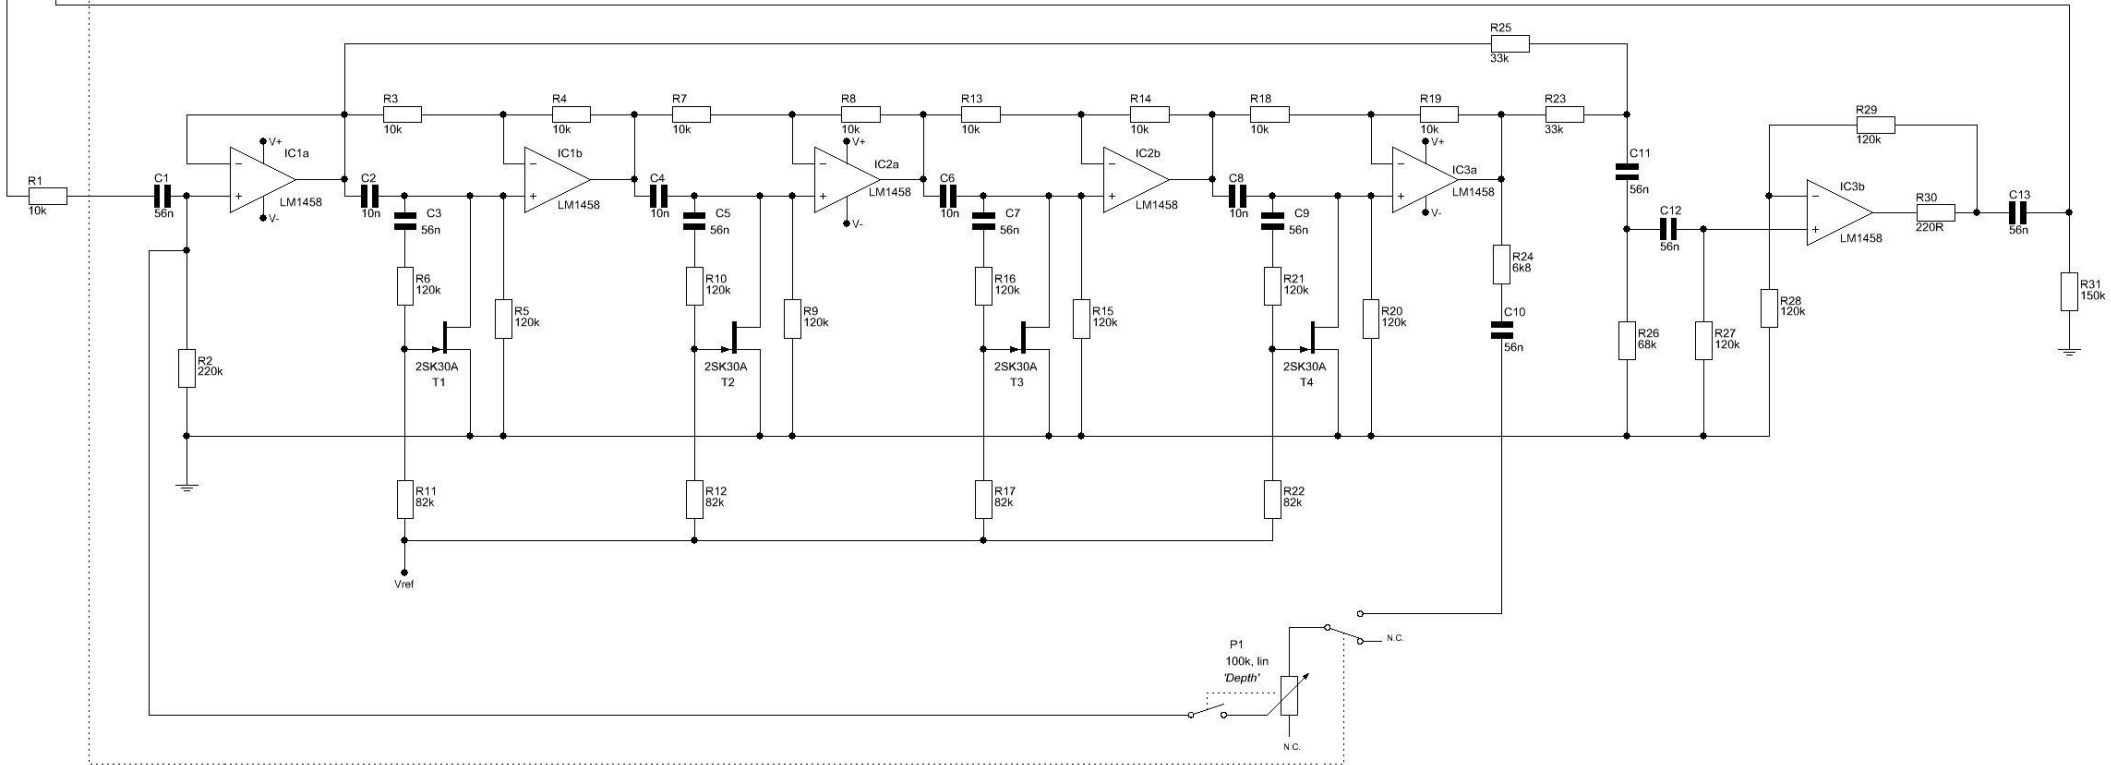 R25
33k
R3
10k
R4
10k
R7
10k
R8
10k
R13
10k
R14
10k
R18
10k
R19
10k
R23
33k
R29
120k
R1
10k
C1
56n
V+
−
+
V-
IC1a
LM1458
C2
10n
C3
56n
−
+
IC1b
LM1458
C4
10n
C5
56n
V+
−
+
V-
IC2a
LM1458
C6
10n
C7
56n
−
+
IC2b
LM1458
C8
10n
C9
56n
V+
−
+
V-
IC3a
LM1458
C11
56n
C12
56n
−
+
IC3b
LM1458
R30
220R
C13
56n
R6
120k
R10
120k
R16
120k
R21
120k
R24
6k8
R5
120k
R9
120k
R15
120k
R20
120k
C10
56n
R28
120k
R31
150k
R2
220k
2SK30A
T1
2SK30A
T2
2SK30A
T3
2SK30A
T4
R26
68k
R27
120k
R11
82k
R12
82k
R17
82k
R22
82k
Vref
N.C.
P1
100k, lin
'Depth'
N.C.